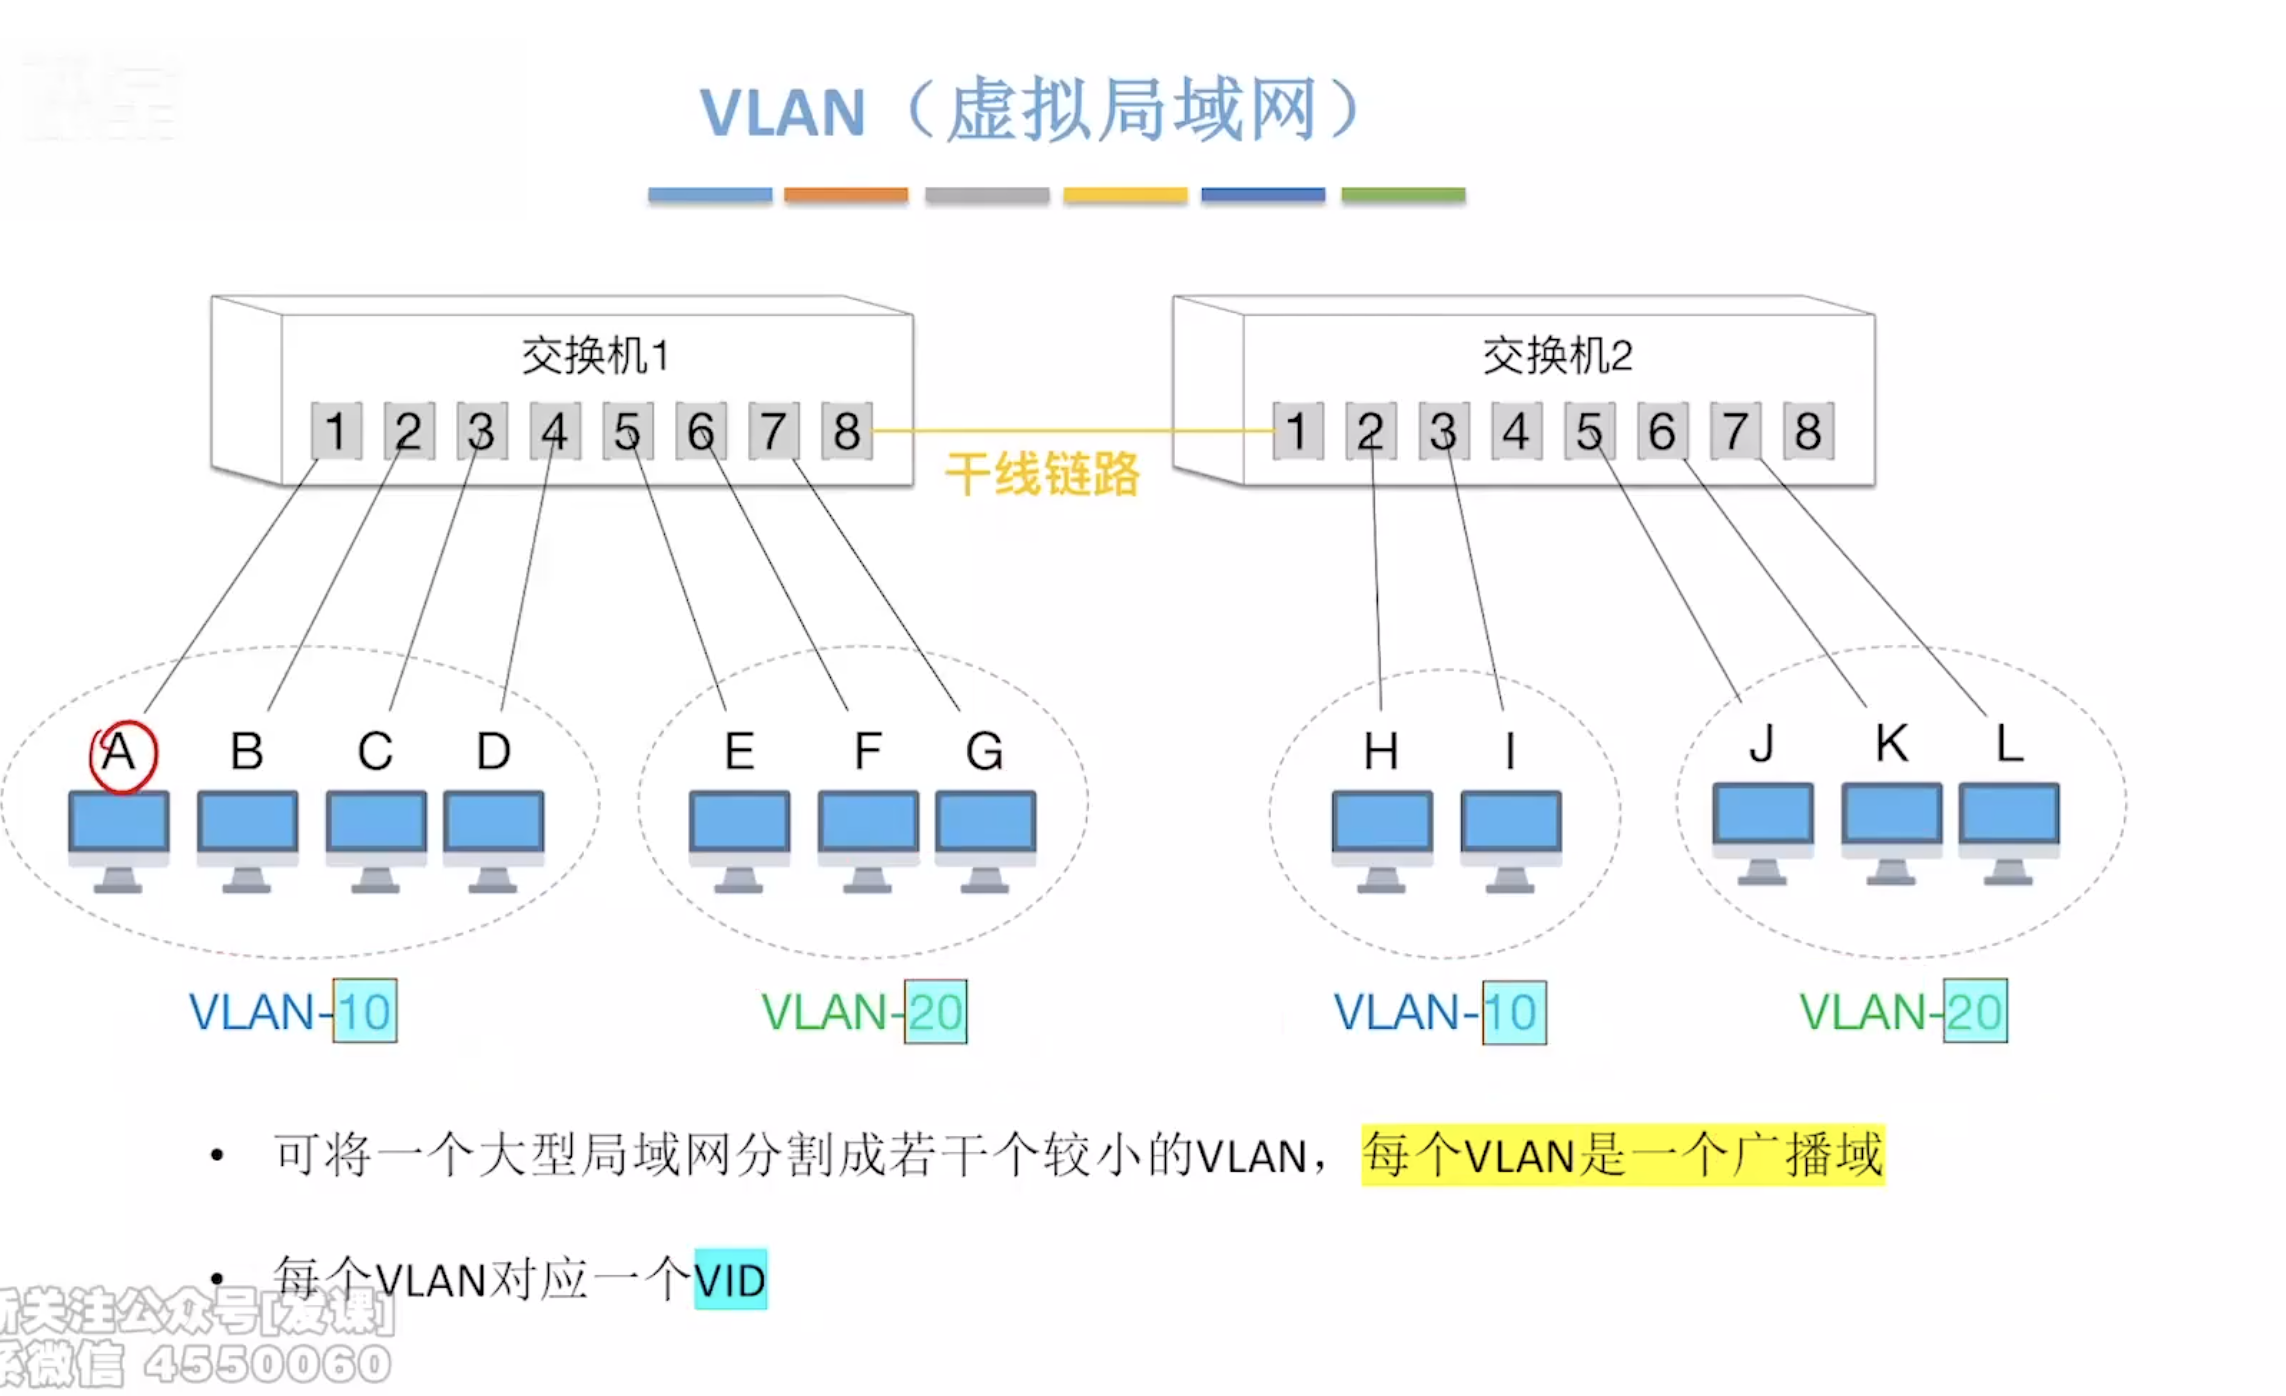 VLAN（虚拟局域网）
交换机1
1 2 3 4 5 6 7 8
干线链路
交换机2
1 2 3 4 5 6 7 8
A B C D
E F G
H I
J K L
VLAN-10
VLAN-20
VLAN-10
VLAN-20
• 可将一个大型局域网分割成若干个较小的VLAN，每个VLAN是一个广播域
• 每个VLAN对应一个VID
关注公众号[发课]
微信 4550060